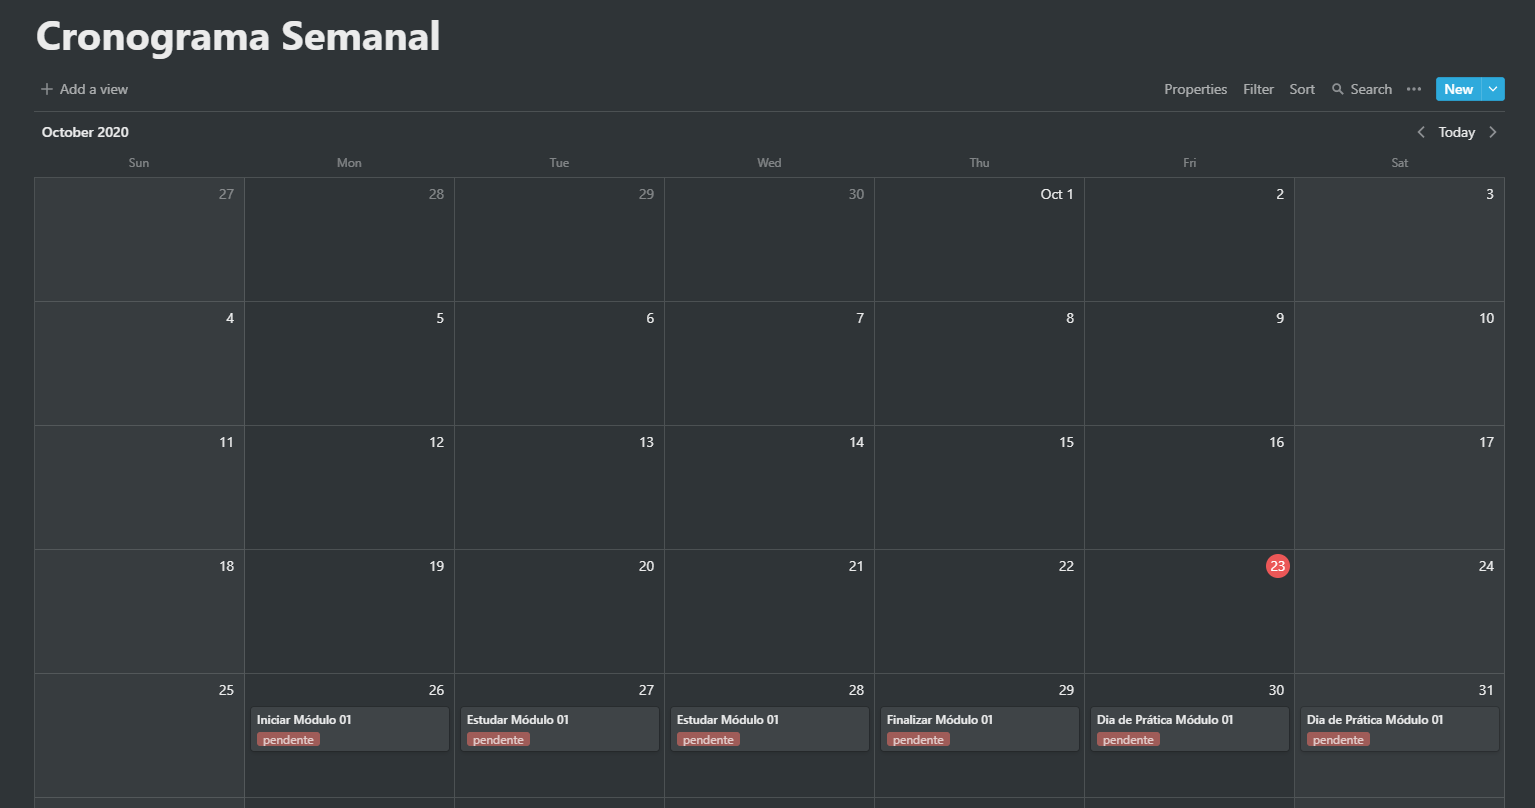 Cronograma Semanal
Add a view
Properties Filter Sort Search New
October 2020
Today
Sun Mon Tue Wed Thu Fri Sat
27 28 29 30 Oct 1 2 3
4 5 6 7 8 9 10
11 12 13 14 15 16 17
18 19 20 21 22 23 24
25 26 27 28 29 30 31
Iniciar Módulo 01 Estudar Módulo 01 Estudar Módulo 01 Finalizar Módulo 01 Dia de Prática Módulo 01 Dia de Prática Módulo 01
pendente pendente pendente pendente pendente pendente